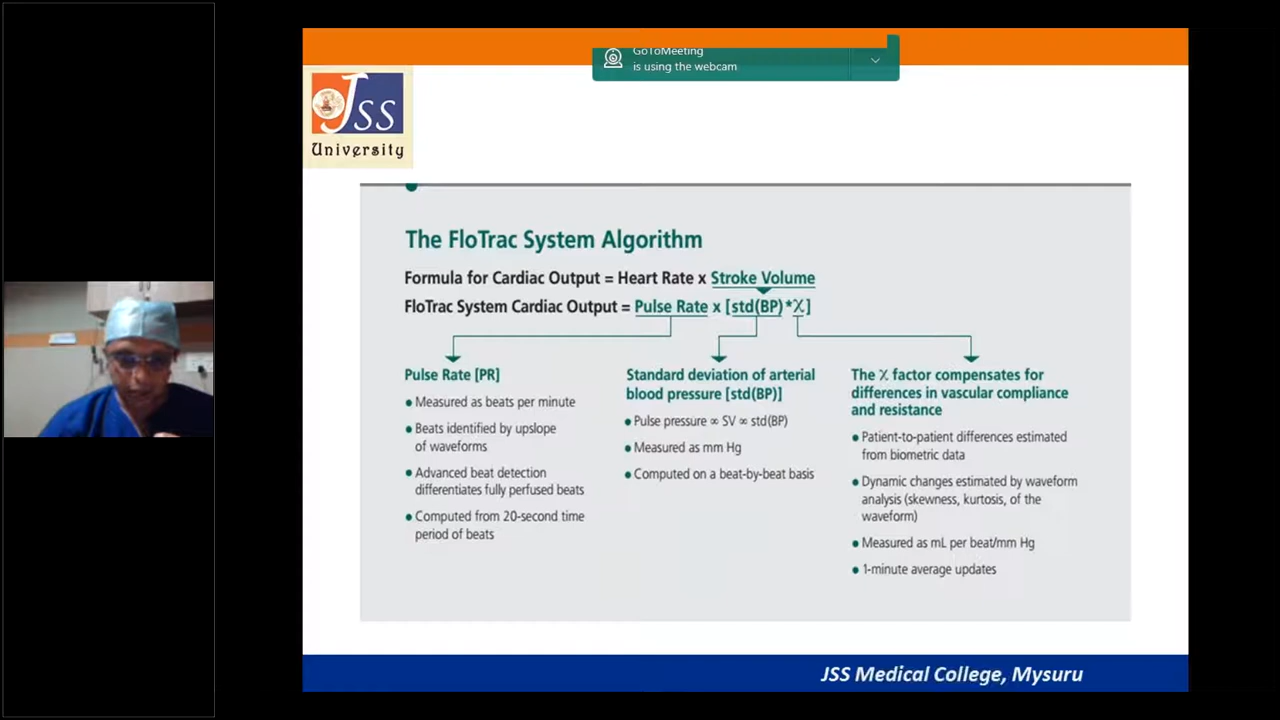 GoToMeeting
is using the webcam
JSS
University
The FloTrac System Algorithm
Formula for Cardiac Output = Heart Rate x Stroke Volume
FloTrac System Cardiac Output = Pulse Rate x [std(BP)*χ]
Pulse Rate [PR]
● Measured as beats per minute
● Beats identified by upslope
of waveforms
● Advanced beat detection
differentiates fully perfused beats
● Computed from 20-second time
period of beats
Standard deviation of arterial
blood pressure [std(BP)]
● Pulse pressure ∝ SV ∝ std(BP)
● Measured as mm Hg
● Computed on a beat-by-beat basis
The χ factor compensates for
differences in vascular compliance
and resistance
● Patient-to-patient differences estimated
from biometric data
● Dynamic changes estimated by waveform
analysis (skewness, kurtosis, of the
waveform)
● Measured as mL per beat/mm Hg
● 1-minute average updates
JSS Medical College, Mysuru